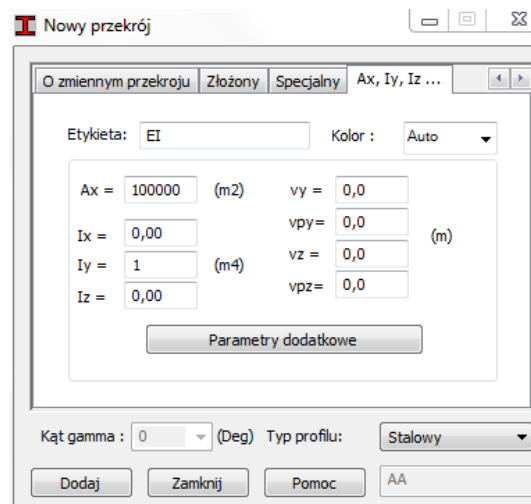 Nowy przekrój
O zmiennym przekroju Złożony Specjalny Ax, Iy, Iz ...
Etykieta: EI Kolor : Auto
Ax = 100000 (m2) vy = 0,0
Ix = 0,00 vpy= 0,0
Iy = 1 (m4) vz = 0,0 (m)
Iz = 0,00 vpz= 0,0
Parametry dodatkowe
Kąt gamma : 0 (Deg) Typ profilu: Stalowy
Dodaj Zamknij Pomoc AA